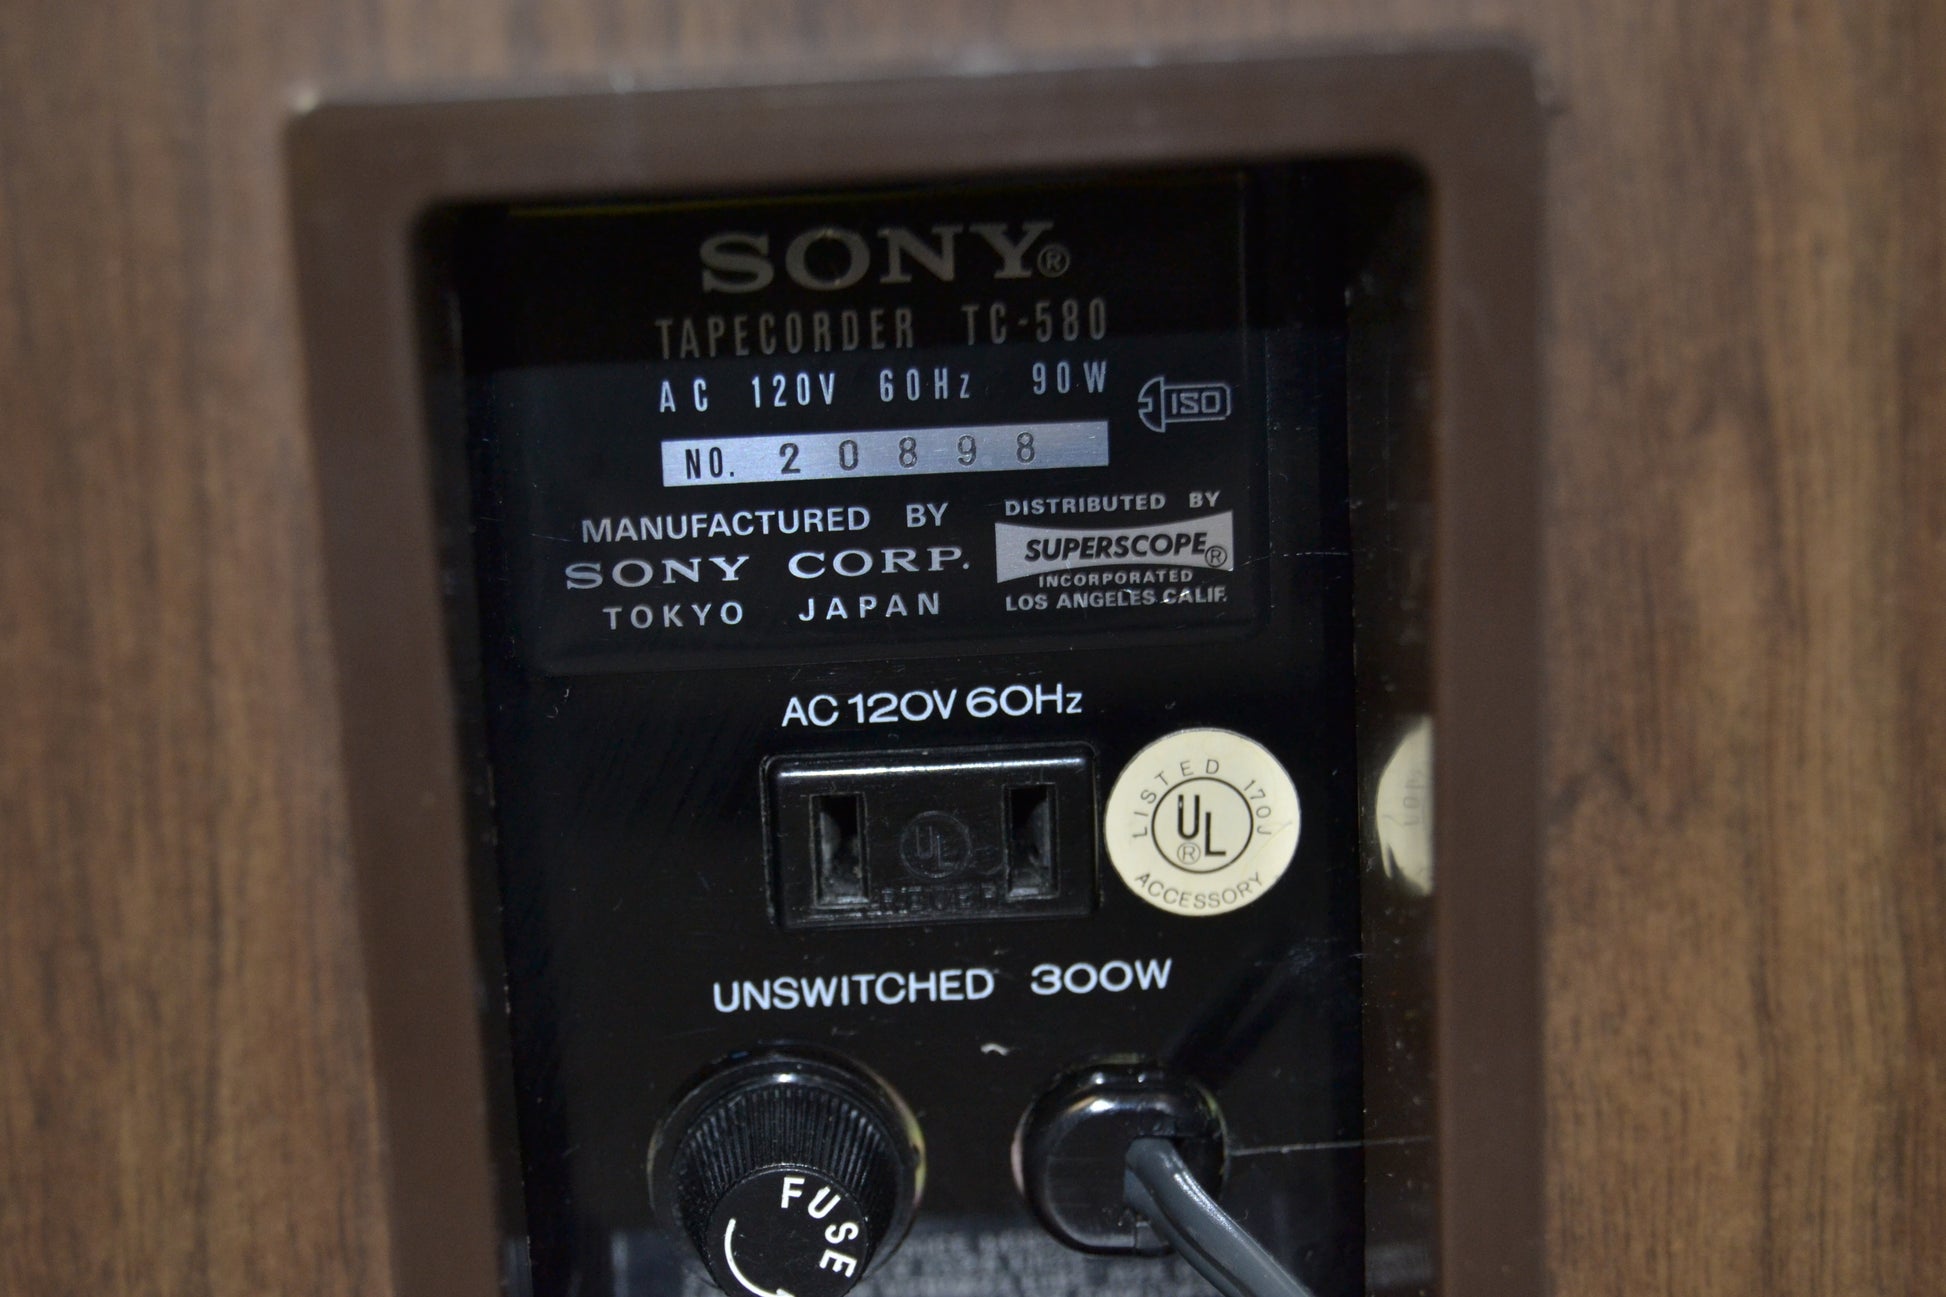 SONY®
TAPECORDER TC-580
AC 120V 60Hz 90W
ISO
NO. 20898
MANUFACTURED BY
SONY CORP.
TOKYO JAPAN
DISTRIBUTED BY
SUPERSCOPE®
INCORPORATED
LOS ANGELES CALIF.
AC 120V 60Hz
UL
LISTED 170J
UL®
ACCESSORY
UNSWITCHED 300W
FUSE